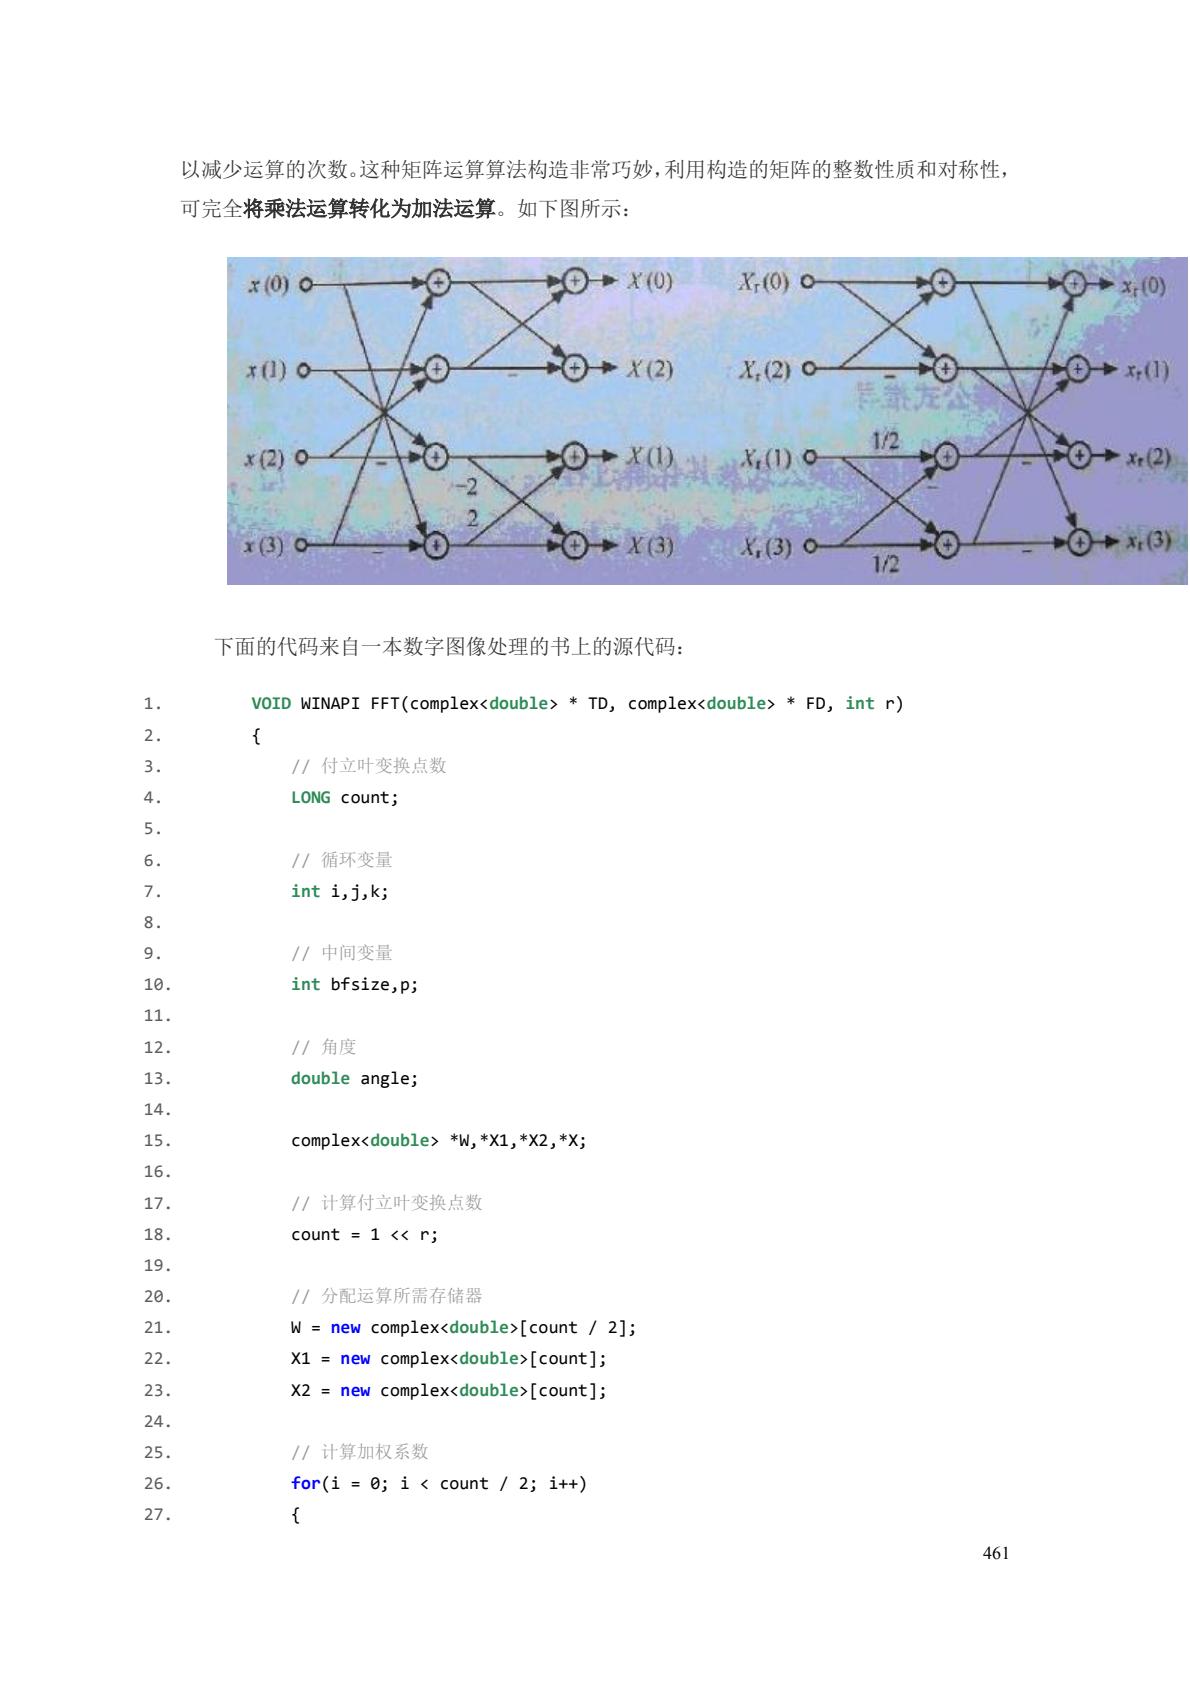 以减少运算的次数。这种矩阵运算算法构造非常巧妙，利用构造的矩阵的整数性质和对称性，
可完全将乘法运算转化为加法运算。如下图所示：
x(0) + + X(0) Xr(0) + + xr(0)
x(1) + − + X(2) Xr(2) − + + xr(1)
x(2) − + + X(1) Xr(1) 1/2 − + − + xr(2)
−2
2
x(3) − + + X(3) Xr(3) 1/2 + − + xr(3)
下面的代码来自一本数字图像处理的书上的源代码：
1. VOID WINAPI FFT(complex<double> * TD, complex<double> * FD, int r)
2. {
3. // 付立叶变换点数
4. LONG count;
5.
6. // 循环变量
7. int i,j,k;
8.
9. // 中间变量
10. int bfsize,p;
11.
12. // 角度
13. double angle;
14.
15. complex<double> *W,*X1,*X2,*X;
16.
17. // 计算付立叶变换点数
18. count = 1 << r;
19.
20. // 分配运算所需存储器
21. W = new complex<double>[count / 2];
22. X1 = new complex<double>[count];
23. X2 = new complex<double>[count];
24.
25. // 计算加权系数
26. for(i = 0; i < count / 2; i++)
27. {
461